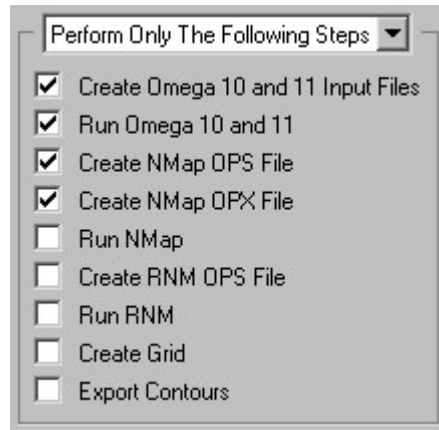 Perform Only The Following Steps
Create Omega 10 and 11 Input Files
Run Omega 10 and 11
Create NMap OPS File
Create NMap OPX File
Run NMap
Create RNM OPS File
Run RNM
Create Grid
Export Contours